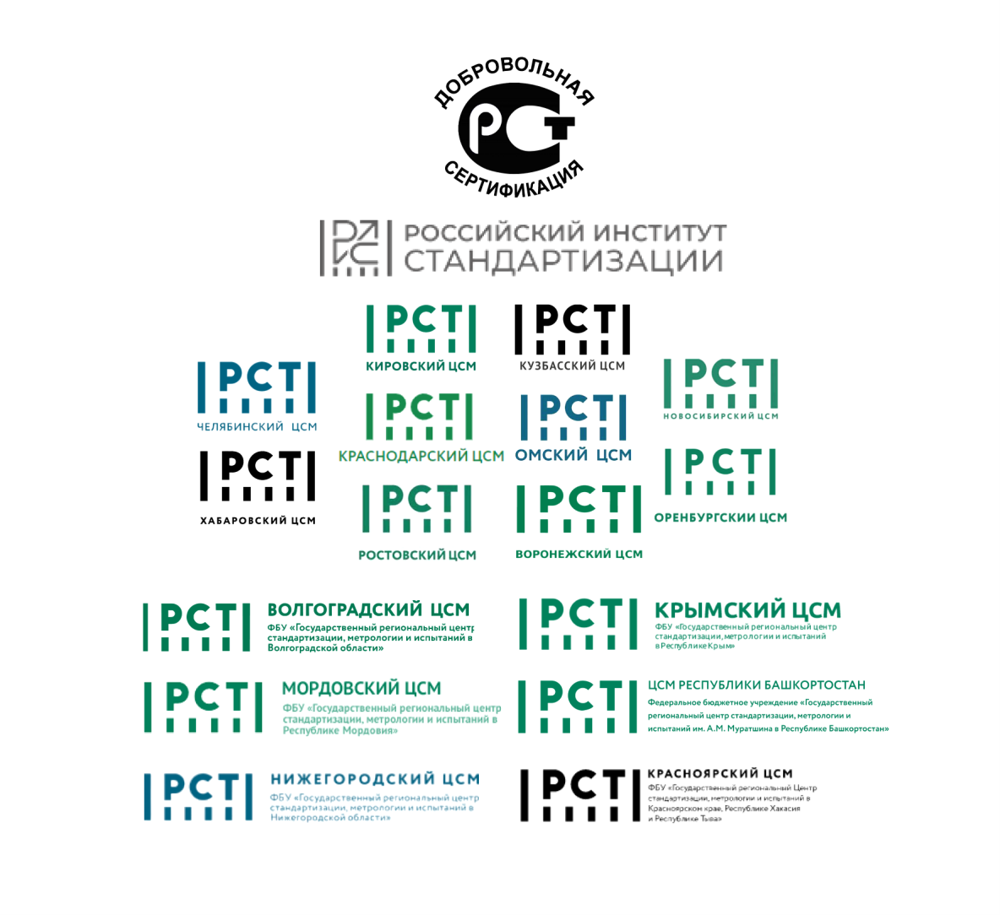 ДОБРОВОЛЬНАЯ
РСТ
СЕРТИФИКАЦИЯ
РОССИЙСКИЙ ИНСТИТУТ
СТАНДАРТИЗАЦИИ
РСТ
КИРОВСКИЙ ЦСМ
РСТ
КУЗБАССКИЙ ЦСМ
РСТ
ЧЕЛЯБИНСКИЙ ЦСМ
РСТ
НОВОСИБИРСКИЙ ЦСМ
РСТ
КРАСНОДАРСКИЙ ЦСМ
РСТ
ОМСКИЙ ЦСМ
РСТ
ХАБАРОВСКИЙ ЦСМ
РСТ
ОРЕНБУРГСКИИ ЦСМ
РСТ
РОСТОВСКИЙ ЦСМ
РСТ
ВОРОНЕЖСКИЙ ЦСМ
РСТ
ВОЛГОГРАДСКИЙ ЦСМ
ФБУ «Государственный региональный центр
стандартизации, метрологии и испытаний в
Волгоградской области»
РСТ
КРЫМСКИЙ ЦСМ
ФБУ «Государственный региональный центр
стандартизации, метрологии и испытаний
в Республике Крым»
РСТ
МОРДОВСКИЙ ЦСМ
ФБУ «Государственный региональный центр
стандартизации, метрологии и испытаний в
Республике Мордовия»
РСТ
ЦСМ РЕСПУБЛИКИ БАШКОРТОСТАН
Федеральное бюджетное учреждение «Государственный
региональный центр стандартизации, метрологии и
испытаний им. А.М. Муратшина в Республике Башкортостан»
РСТ
НИЖЕГОРОДСКИЙ ЦСМ
ФБУ «Государственный региональный центр
стандартизации, метрологии и испытаний в
Нижегородской области»
РСТ
КРАСНОЯРСКИЙ ЦСМ
ФБУ «Государственный региональный Центр
стандартизации, метрологии и испытаний в
Красноярском крае, Республике Хакасия
и Республике Тыва»